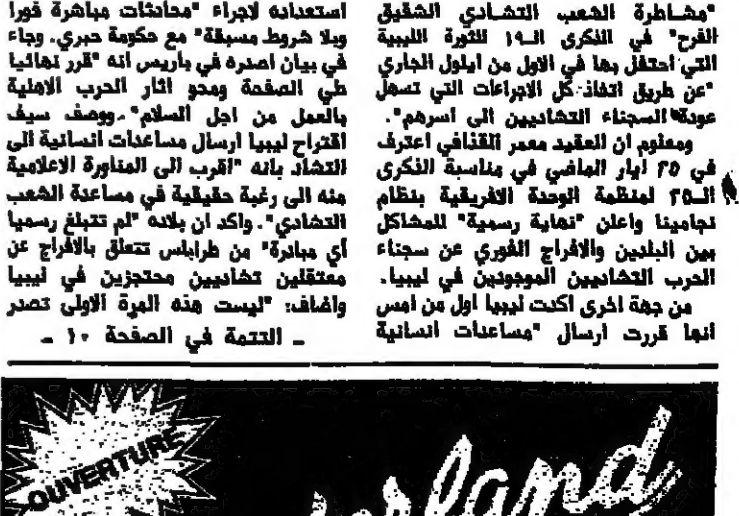 "مشاطرة الشعب التشادي الشقيق
الفرح" في الذكرى الـ١٩ للثورة الليبية
التي احتفل بها في الاول من ايلول الجاري
"عن طريق اتخاذ كل الاجراءات التي تسهل
عودة" السجناء التشاديين الى اسرهم".
ومعلوم ان العقيد معمر القذافي اعترف
في ٢٥ ايار الماضي في مناسبة الذكرى
الـ٢٥ لمنظمة الوحدة الافريقية بنظام
نجامينا واعلن "نهاية رسمية" للمشاكل
بين البلدين والافراج الفوري عن سجناء
الحرب التشاديين الموجودين في ليبيا.
من جهة اخرى اكدت ليبيا اول من امس
انها قررت ارسال "مساعدات انسانية
استعداده لاجراء "محادثات مباشرة فورا
وبلا شروط مسبقة" مع حكومة حبري. وجاء
في بيان اصدره في باريس انه "قرر نهائيا
طي الصفحة ومحو اثار الحرب الاهلية
بالعمل من اجل السلام". ووصف سيف
اقتراح ليبيا ارسال مساعدات انسانية الى
التشاد بانه "اقرب الى المناورة الاعلامية
منه الى رغبة حقيقية في مساعدة الشعب
التشادي". واكد ان بلاده "لم تتبلغ رسميا
أي مبادرة" من طرابلس تتعلق بالافراج عن
معتقلين تشاديين محتجزين في ليبيا
واضاف: "ليست هذه المرة الاولى تصدر
ـ التتمة في الصفحة ١٠ ـ
OUVERTURE